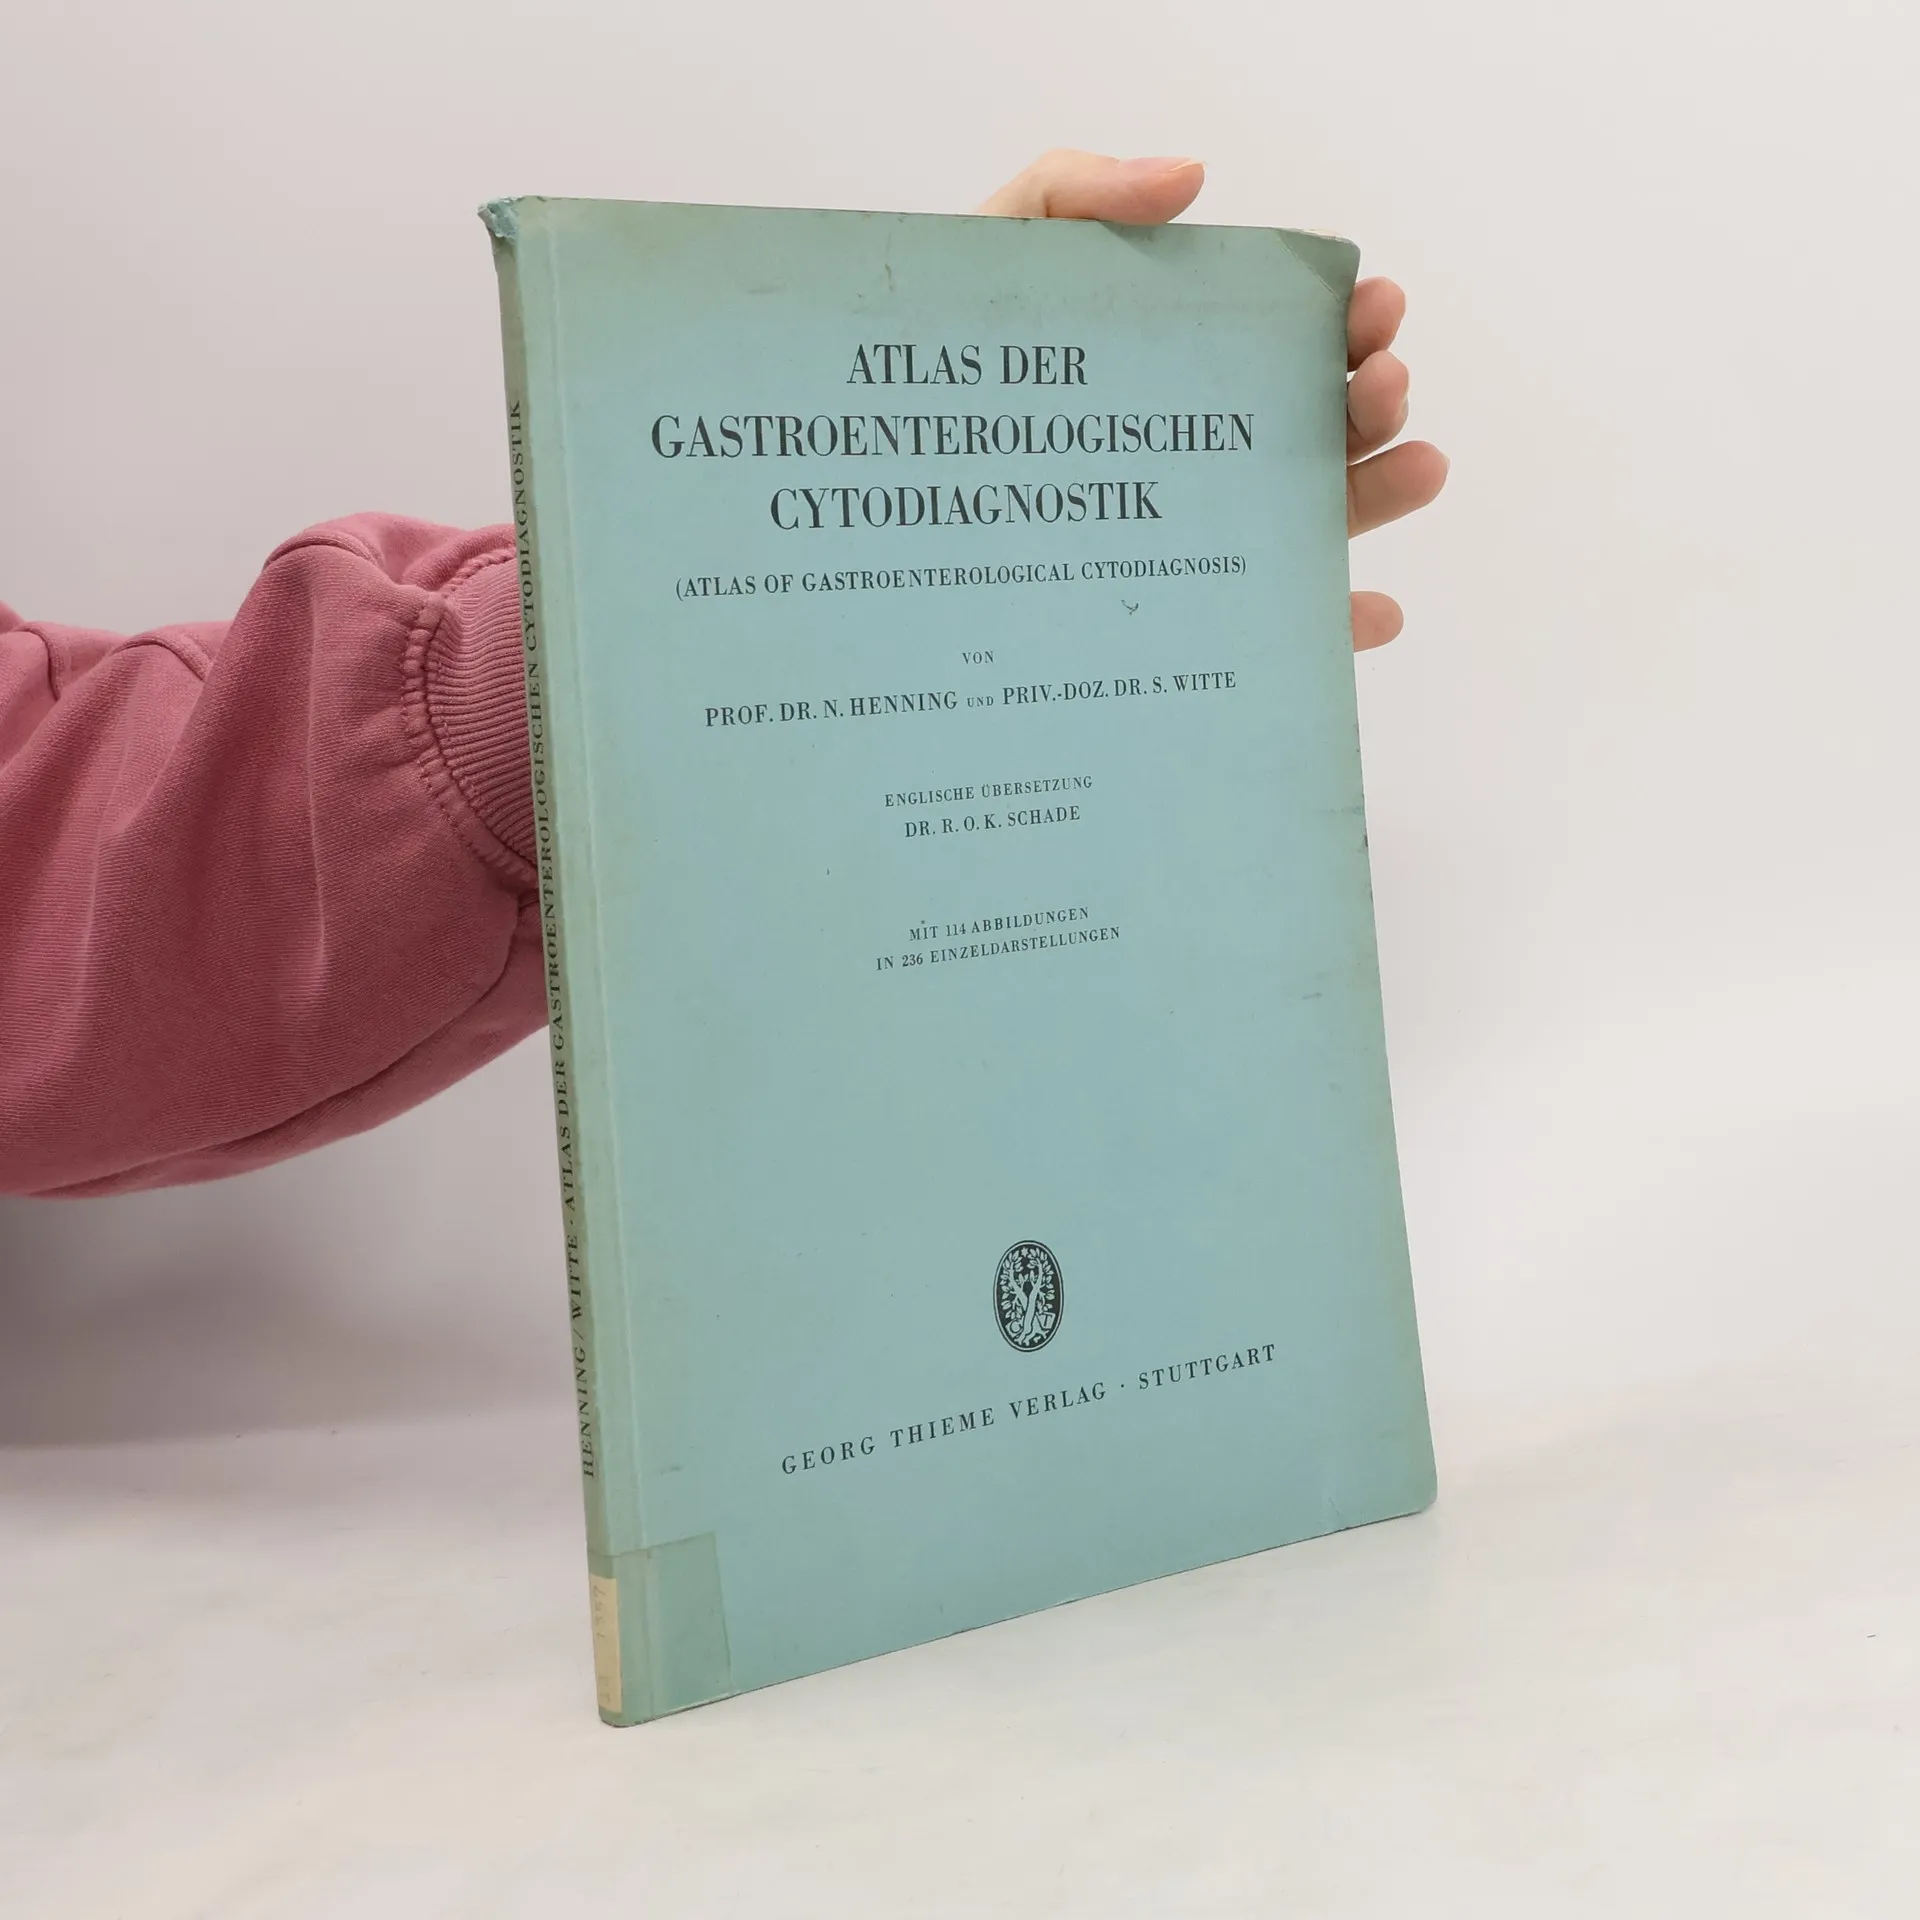 ATLAS DER
GASTROENTEROLOGISCHEN
CYTODIAGNOSTIK
(ATLAS OF GASTROENTEROLOGICAL CYTODIAGNOSIS)
VON
PROF. DR. N. HENNING UND PRIV.-DOZ. DR. S. WITTE
ENGLISCHE ÜBERSETZUNG
DR. R. O. K. SCHADE
MIT 114 ABBILDUNGEN
IN 236 EINZELDARSTELLUNGEN
GEORG THIEME VERLAG · STUTTGART
HENNING / WITTE · ATLAS DER GASTROENTEROLOGISCHEN CYTODIAGNOSTIK